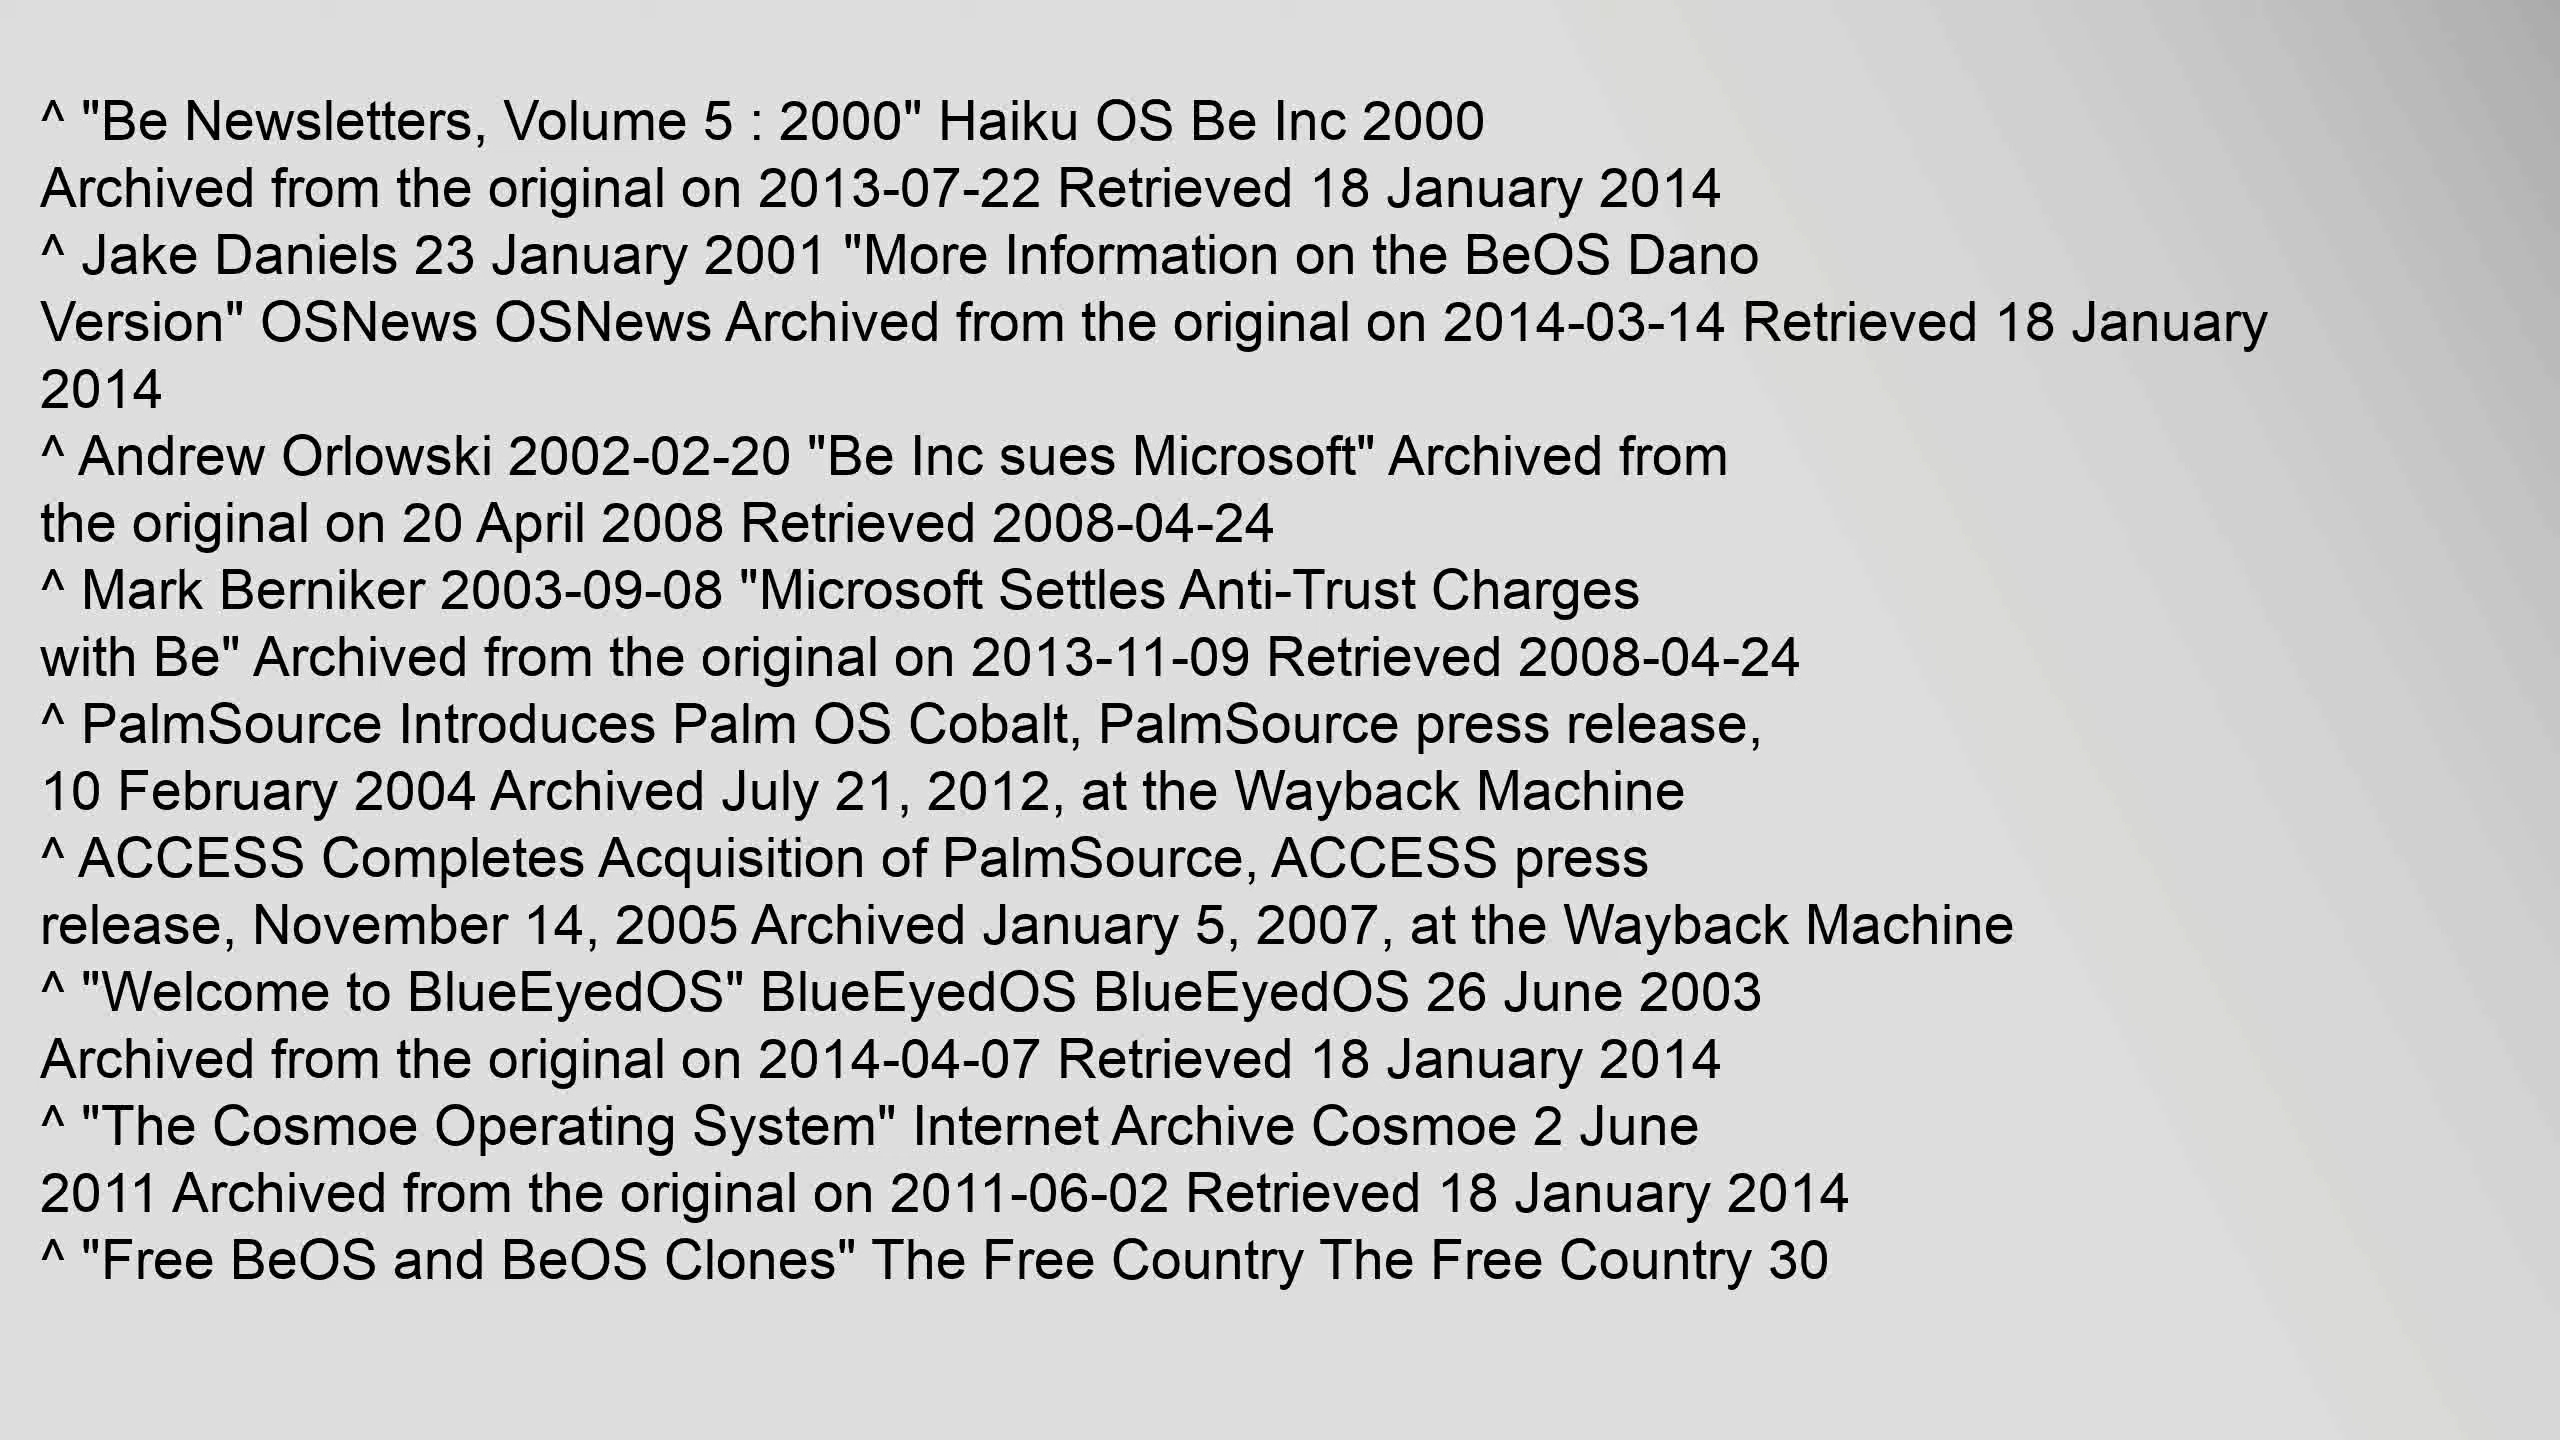 ^ "Be Newsletters, Volume 5 : 2000" Haiku OS Be Inc 2000
Archived from the original on 2013-07-22 Retrieved 18 January 2014
^ Jake Daniels 23 January 2001 "More Information on the BeOS Dano
Version" OSNews OSNews Archived from the original on 2014-03-14 Retrieved 18 January
2014
^ Andrew Orlowski 2002-02-20 "Be Inc sues Microsoft" Archived from
the original on 20 April 2008 Retrieved 2008-04-24
^ Mark Berniker 2003-09-08 "Microsoft Settles Anti-Trust Charges
with Be" Archived from the original on 2013-11-09 Retrieved 2008-04-24
^ PalmSource Introduces Palm OS Cobalt, PalmSource press release,
10 February 2004 Archived July 21, 2012, at the Wayback Machine
^ ACCESS Completes Acquisition of PalmSource, ACCESS press
release, November 14, 2005 Archived January 5, 2007, at the Wayback Machine
^ "Welcome to BlueEyedOS" BlueEyedOS BlueEyedOS 26 June 2003
Archived from the original on 2014-04-07 Retrieved 18 January 2014
^ "The Cosmoe Operating System" Internet Archive Cosmoe 2 June
2011 Archived from the original on 2011-06-02 Retrieved 18 January 2014
^ "Free BeOS and BeOS Clones" The Free Country The Free Country 30